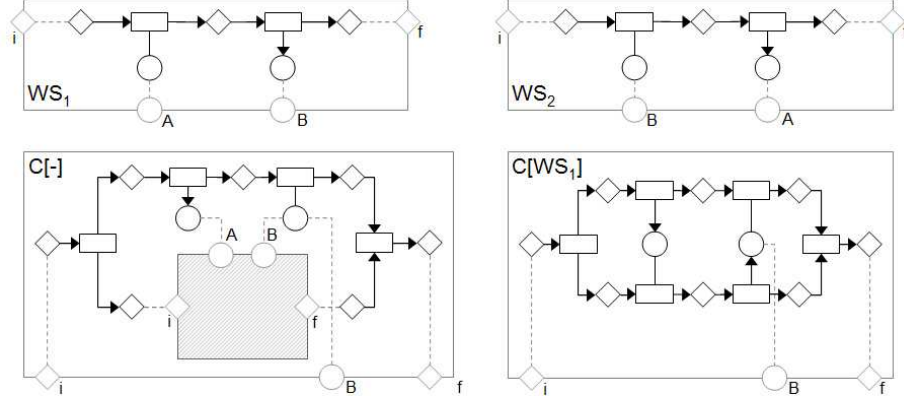 i f i
WS₁ WS₂
A B B A
C[-] C[WS₁]
A B
i f
i B f i B f